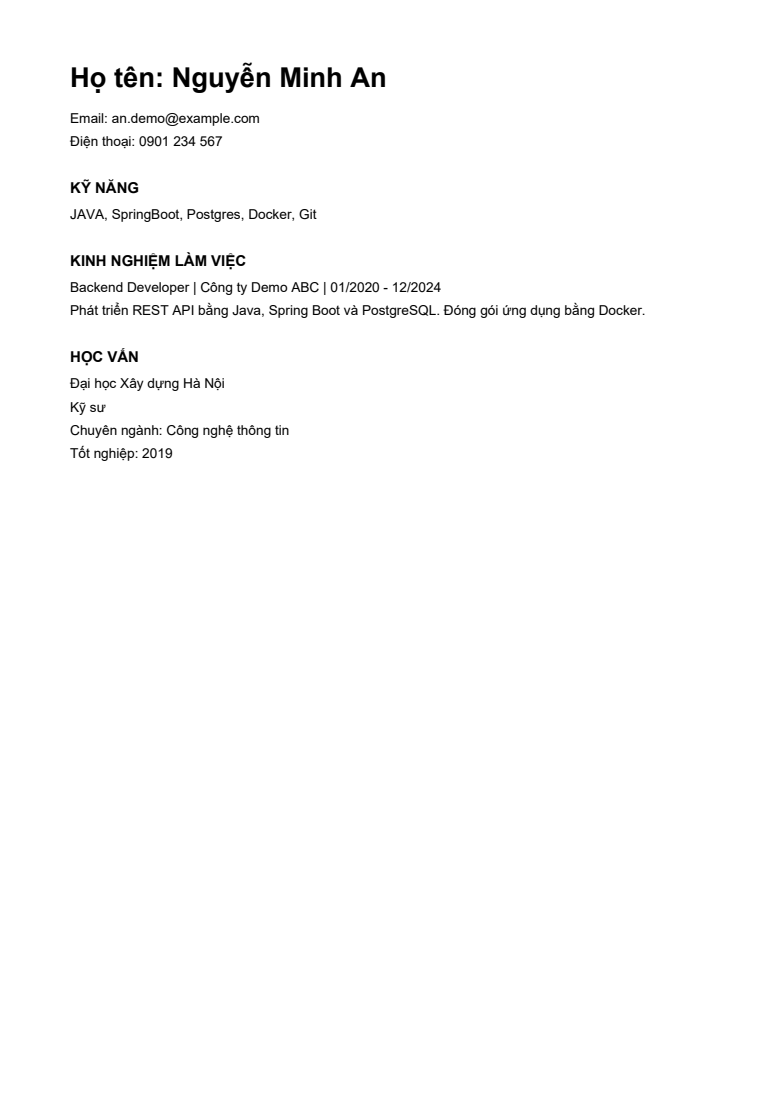 Họ tên: Nguyễn Minh An
Email: an.demo@example.com
Điện thoại: 0901 234 567
KỸ NĂNG
JAVA, SpringBoot, Postgres, Docker, Git
KINH NGHIỆM LÀM VIỆC
Backend Developer | Công ty Demo ABC | 01/2020 - 12/2024
Phát triển REST API bằng Java, Spring Boot và PostgreSQL. Đóng gói ứng dụng bằng Docker.
HỌC VẤN
Đại học Xây dựng Hà Nội
Kỹ sư
Chuyên ngành: Công nghệ thông tin
Tốt nghiệp: 2019